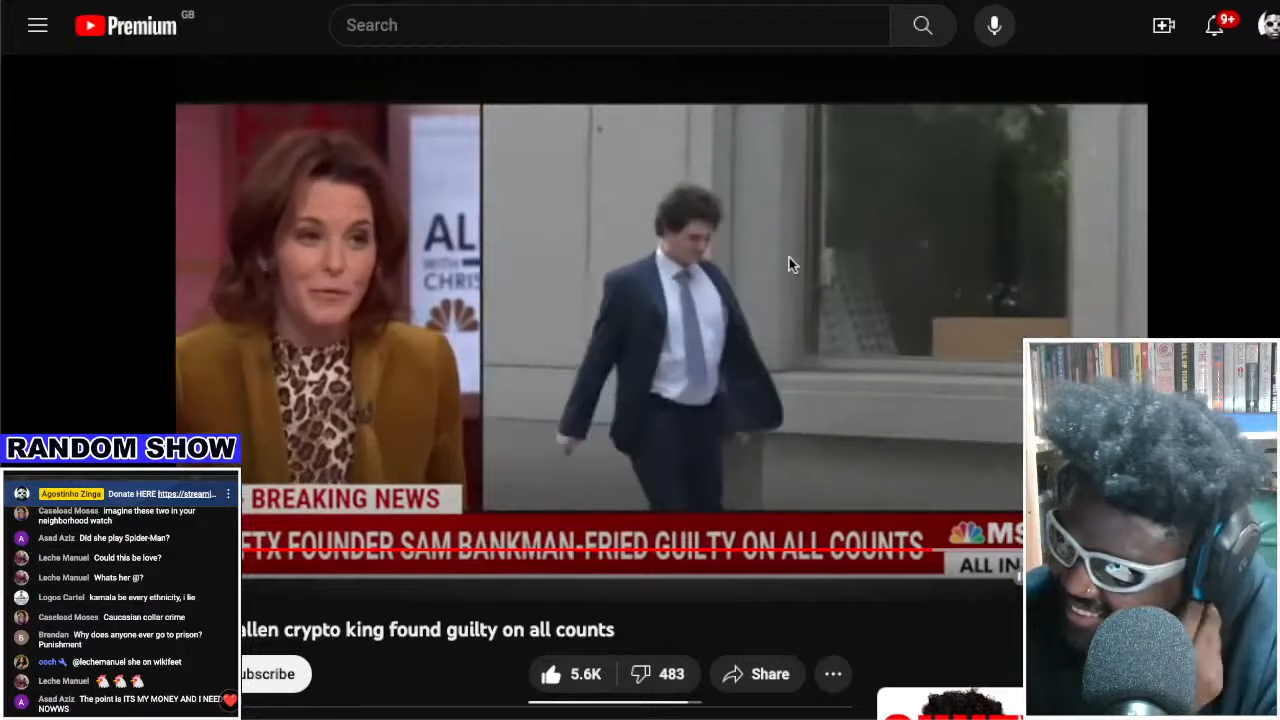 Premium
GB
Search
9+
AL
WITH
CHRIS
BREAKING NEWS
FTX FOUNDER SAM BANKMAN-FRIED GUILTY ON ALL COUNTS
MS
ALL IN
RANDOM SHOW
Agostinho Zinga Donate HERE https://streaml...
Caseload Moses imagine these two in your
neighborhood watch
Asad Aziz Did she play Spider-Man?
Leche Manuel Could this be love?
Leche Manuel Whats her @?
Logos Cartel kamala be every ethnicity, i lie
Caseload Moses Caucasian collar crime
Brendan Why does anyone ever go to prison?
Punishment
coch @lechemanuel she on wikifeet
Leche Manuel 🐔 🐔 🐔
Asad Aziz The point is ITS MY MONEY AND I NEED
NOWWS
allen crypto king found guilty on all counts
ubscribe
5.6K
483
Share